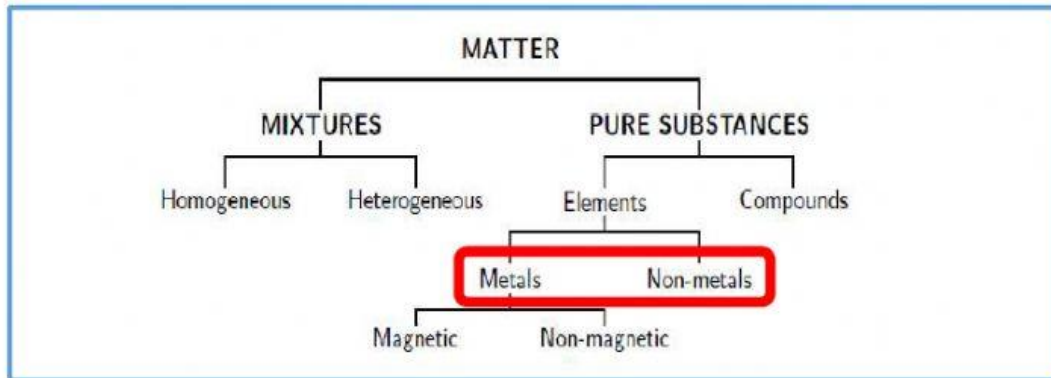 MATTER
MIXTURES PURE SUBSTANCES
Homogeneous Heterogeneous Elements Compounds
Metals Non-metals
Magnetic Non-magnetic